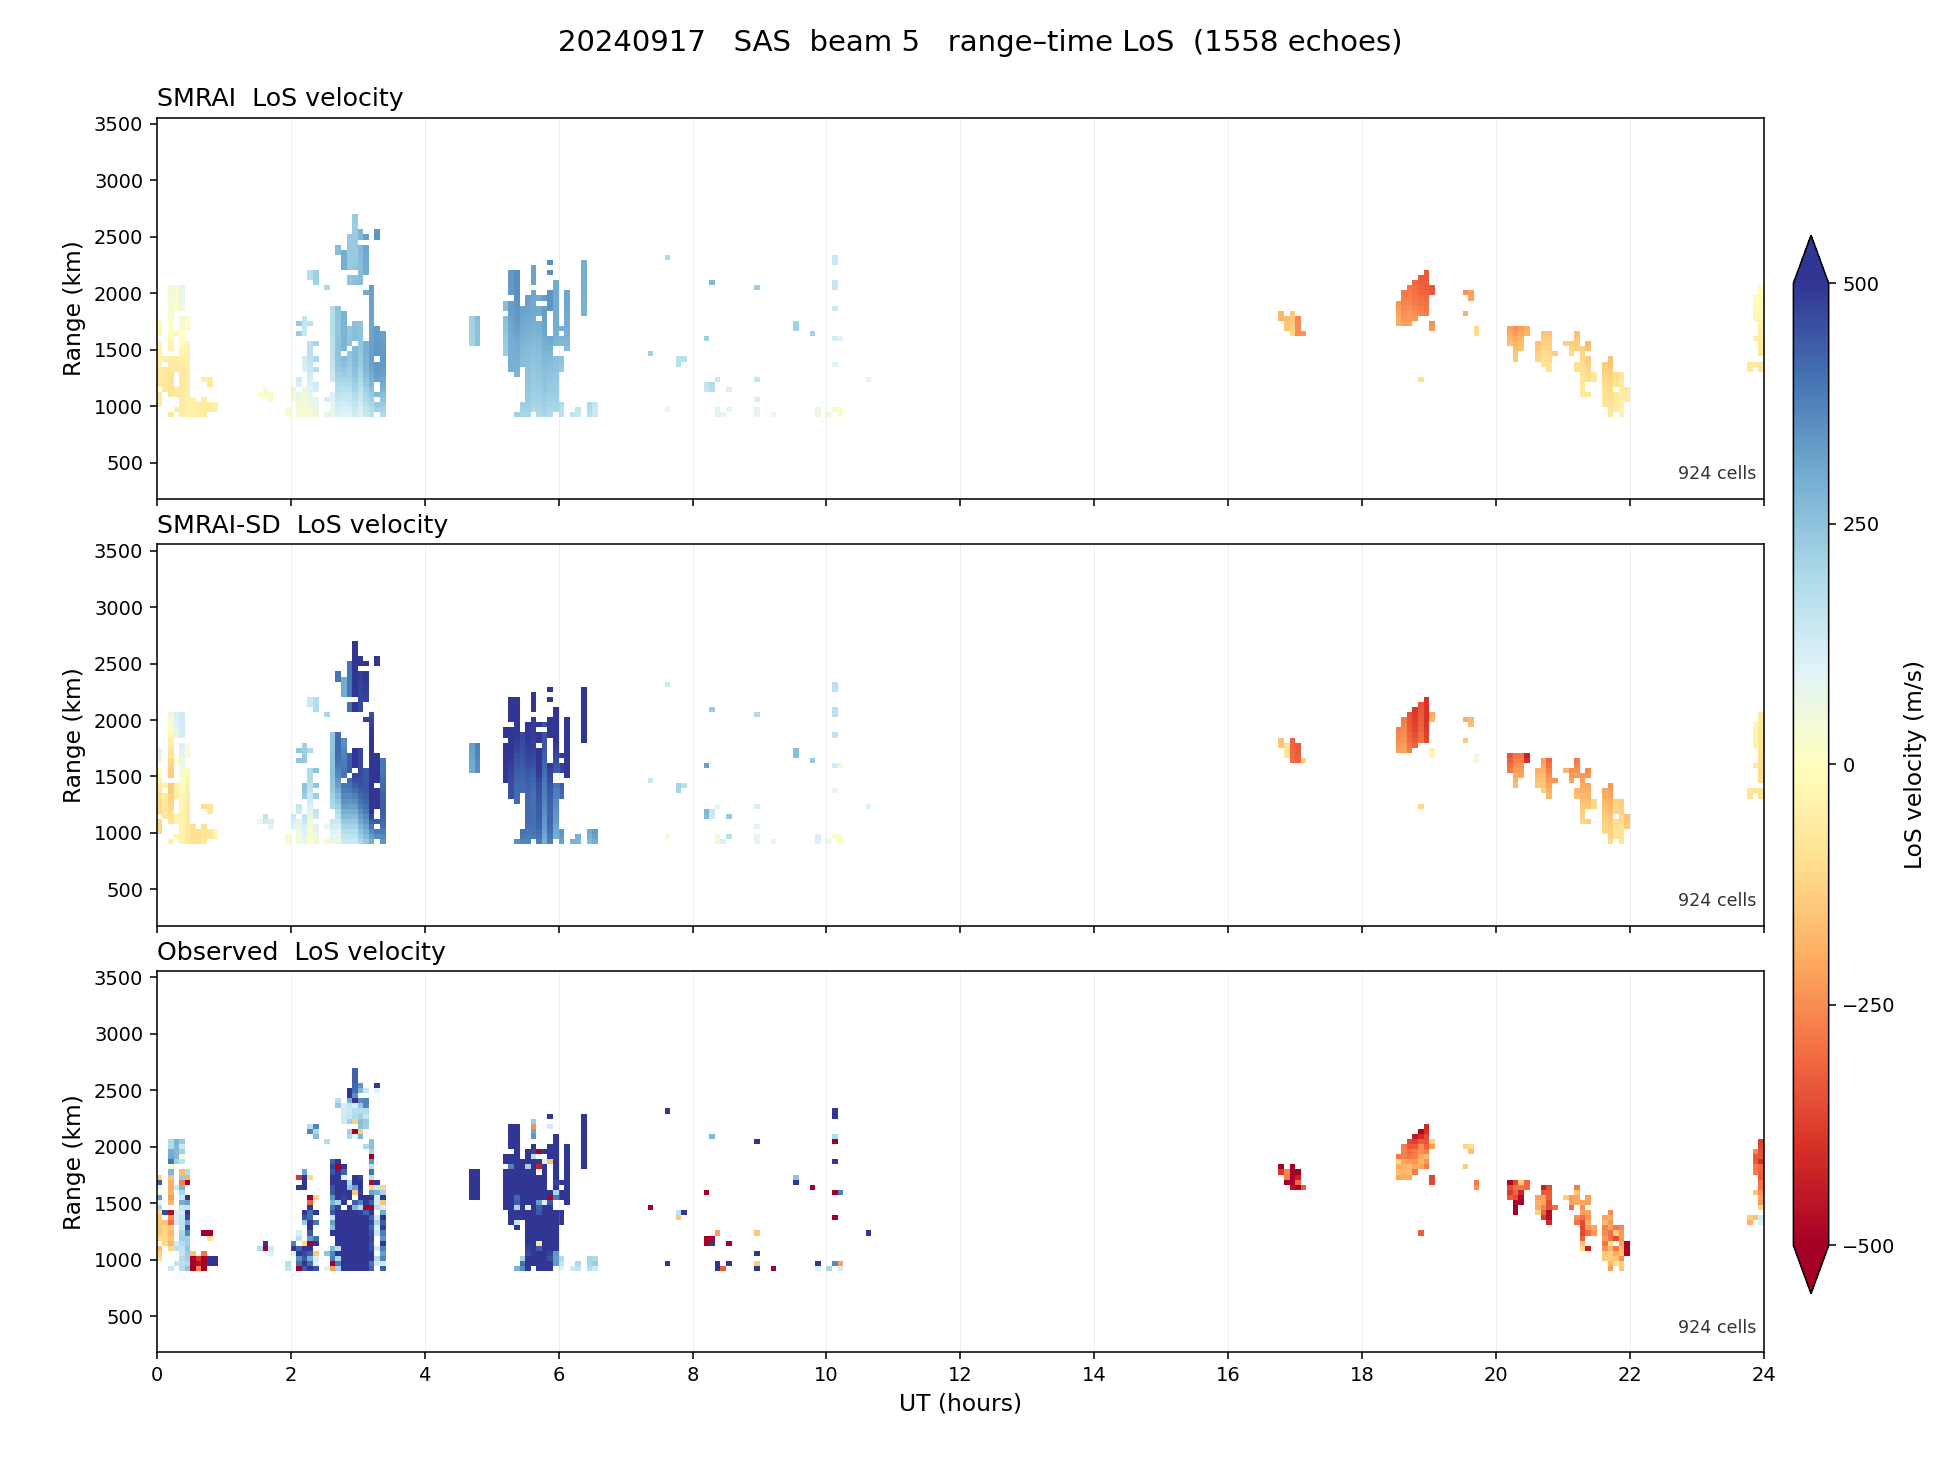 20240917   SAS  beam 5   range–time LoS  (1558 echoes)
SMRAI  LoS velocity
3500
3000
2500
2000
1500
1000
500
Range (km)
924 cells
SMRAI-SD  LoS velocity
3500
3000
2500
2000
1500
1000
500
Range (km)
924 cells
Observed  LoS velocity
3500
3000
2500
2000
1500
1000
500
Range (km)
924 cells
0 2 4 6 8 10 12 14 16 18 20 22 24
UT (hours)
500
250
0
−250
−500
LoS velocity (m/s)